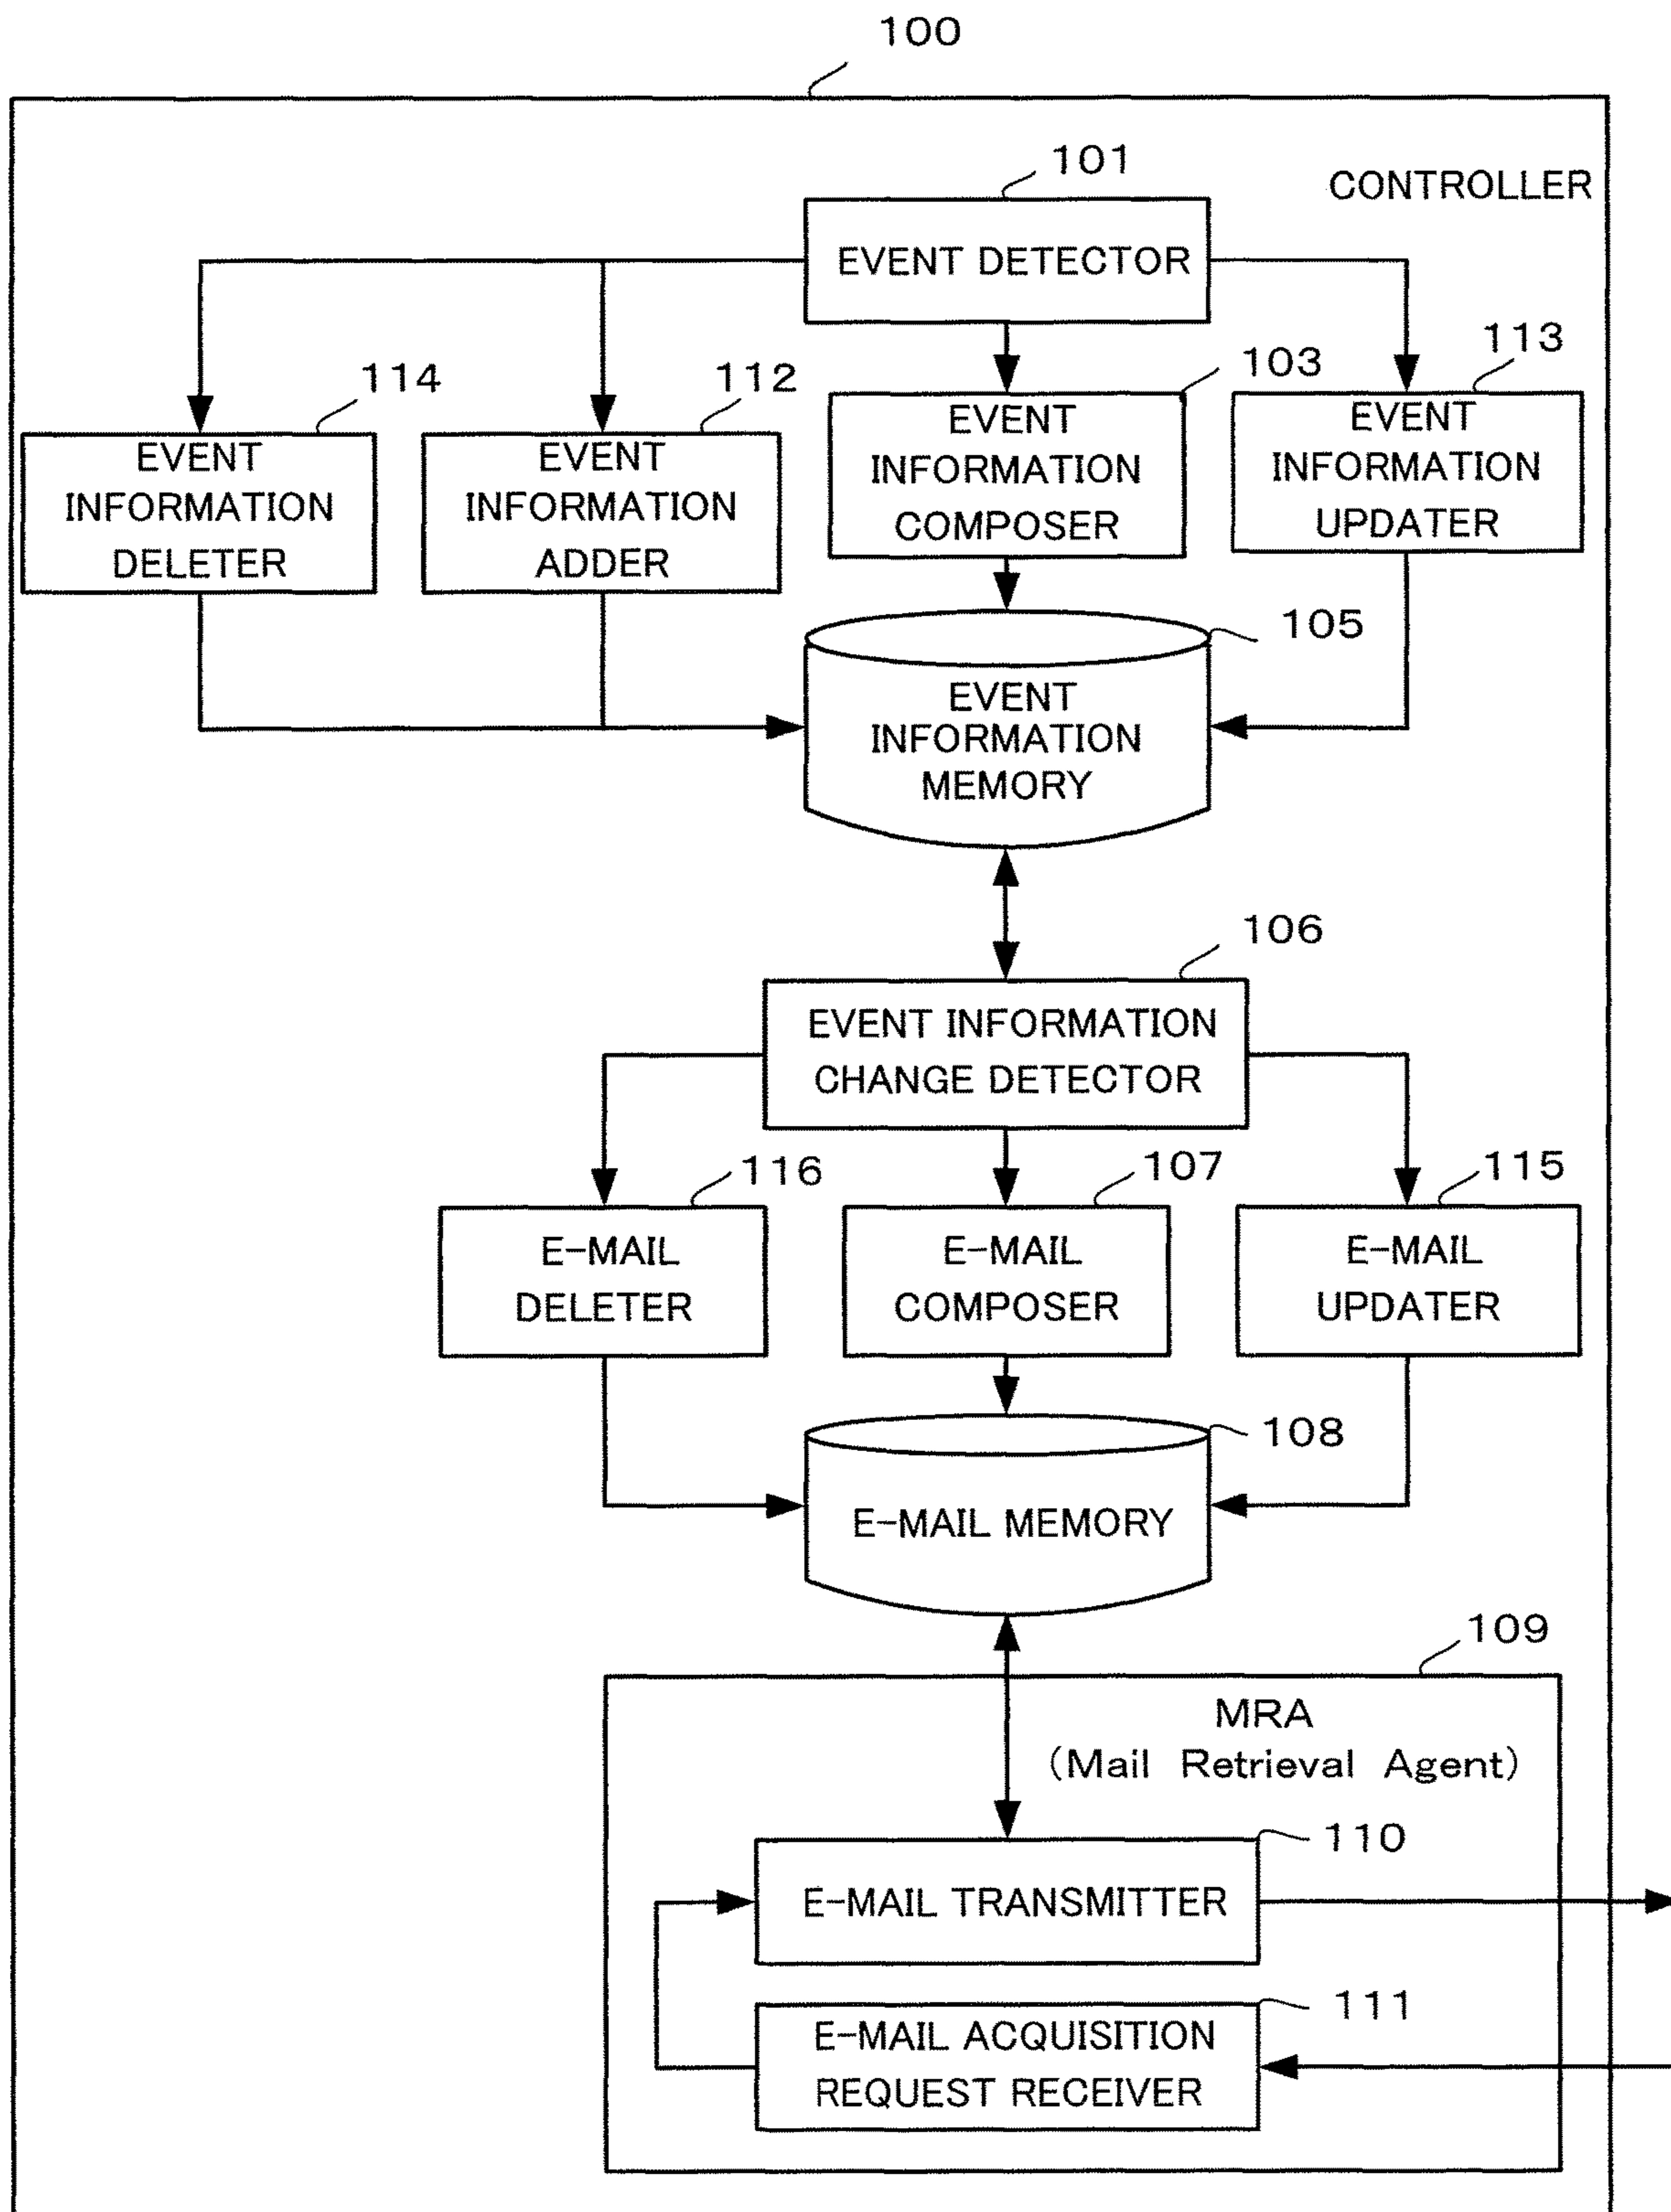 100
101
CONTROLLER
EVENT DETECTOR
114
112
103
113
EVENT
INFORMATION
DELETER
EVENT
INFORMATION
ADDER
EVENT
INFORMATION
COMPOSER
EVENT
INFORMATION
UPDATER
105
EVENT
INFORMATION
MEMORY
106
EVENT INFORMATION
CHANGE DETECTOR
116
107
115
E-MAIL
DELETER
E-MAIL
COMPOSER
E-MAIL
UPDATER
108
E-MAIL MEMORY
109
MRA
(Mail Retrieval Agent)
110
E-MAIL TRANSMITTER
111
E-MAIL ACQUISITION
REQUEST RECEIVER